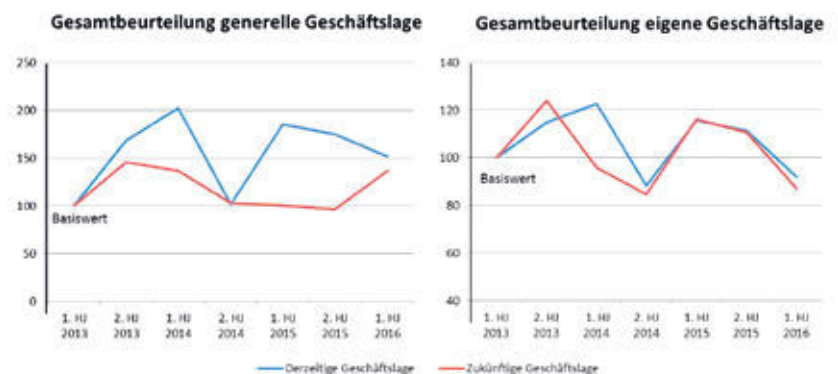 Gesamtbeurteilung generelle Geschäftslage
250
200
150
100
50
0
Basiswert
1. HJ 2. HJ 1. HJ 2. HJ 1. HJ 2. HJ 1. HJ
2013 2013 2014 2014 2015 2015 2016
Gesamtbeurteilung eigene Geschäftslage
140
120
100
80
60
40
Basiswert
1. HJ 2. HJ 1. HJ 2. HJ 1. HJ 2. HJ 1. HJ
2013 2013 2014 2014 2015 2015 2016
Derzeitige Geschäftslage Zukünftige Geschäftslage